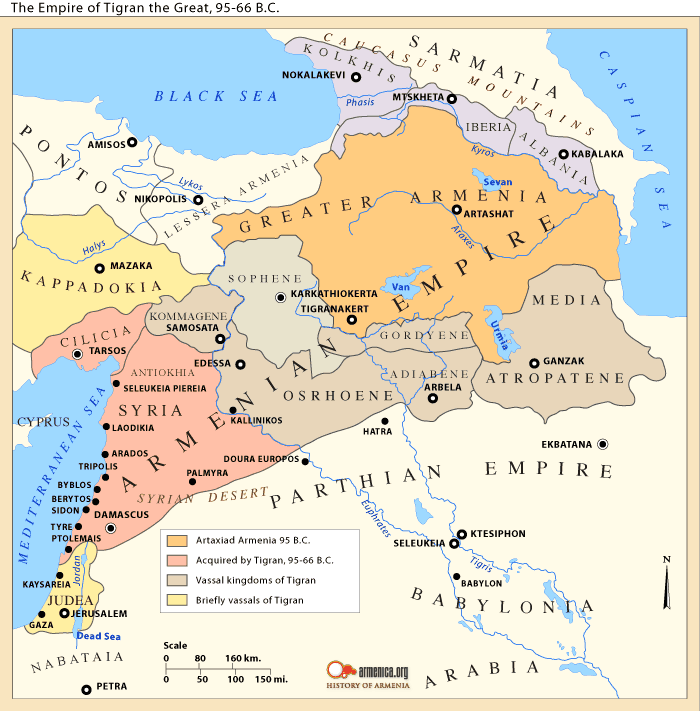 The Empire of Tigran the Great, 95-66 B.C.
SARMATIA
CAUCASUS MOUNTAINS
CASPIAN SEA
BLACK SEA
KOLKHIS
NOKALAKEVI
Phasis
MTSKHETA
IBERIA
ALBANIA
KABALAKA
Kyros
PONTOS
AMISOS
Lykos
NIKOPOLIS
LESSER ARMENIA
Halys
MAZAKA
KAPPADOKIA
GREATER ARMENIA
Sevan
ARTASHAT
Araxes
ARMENIAN EMPIRE
SOPHENE
KARKATHIOKERTA
TIGRANAKERT
Van
Urmia
MEDIA
ATROPATENE
GANZAK
KOMMAGENE
SAMOSATA
GORDYENE
ADIABENE
ARBELA
EDESSA
OSRHOENE
CILICIA
TARSOS
ANTIOKHIA
SELEUKEIA PIEREIA
SYRIA
KALLINIKOS
CYPRUS
MEDITERRANEAN SEA
LAODIKIA
HATRA
EKBATANA
ARADOS
TRIPOLIS
DOURA EUROPOS
PALMYRA
BYBLOS
BERYTOS
SIDON
SYRIAN DESERT
PARTHIAN EMPIRE
DAMASCUS
TYRE
PTOLEMAIS
Euphrates
KTESIPHON
SELEUKEIA
Tigris
BABYLON
BABYLONIA
KAYSAREIA
Jordan
JUDEA
JERUSALEM
GAZA
Dead Sea
NABATAIA
PETRA
ARABIA
Artaxiad Armenia 95 B.C.
Acquired by Tigran, 95-66 B.C.
Vassal kingdoms of Tigran
Briefly vassals of Tigran
N
Scale
0 80 160 km.
0 50 100 150 mi.
armenica.org
HISTORY OF ARMENIA